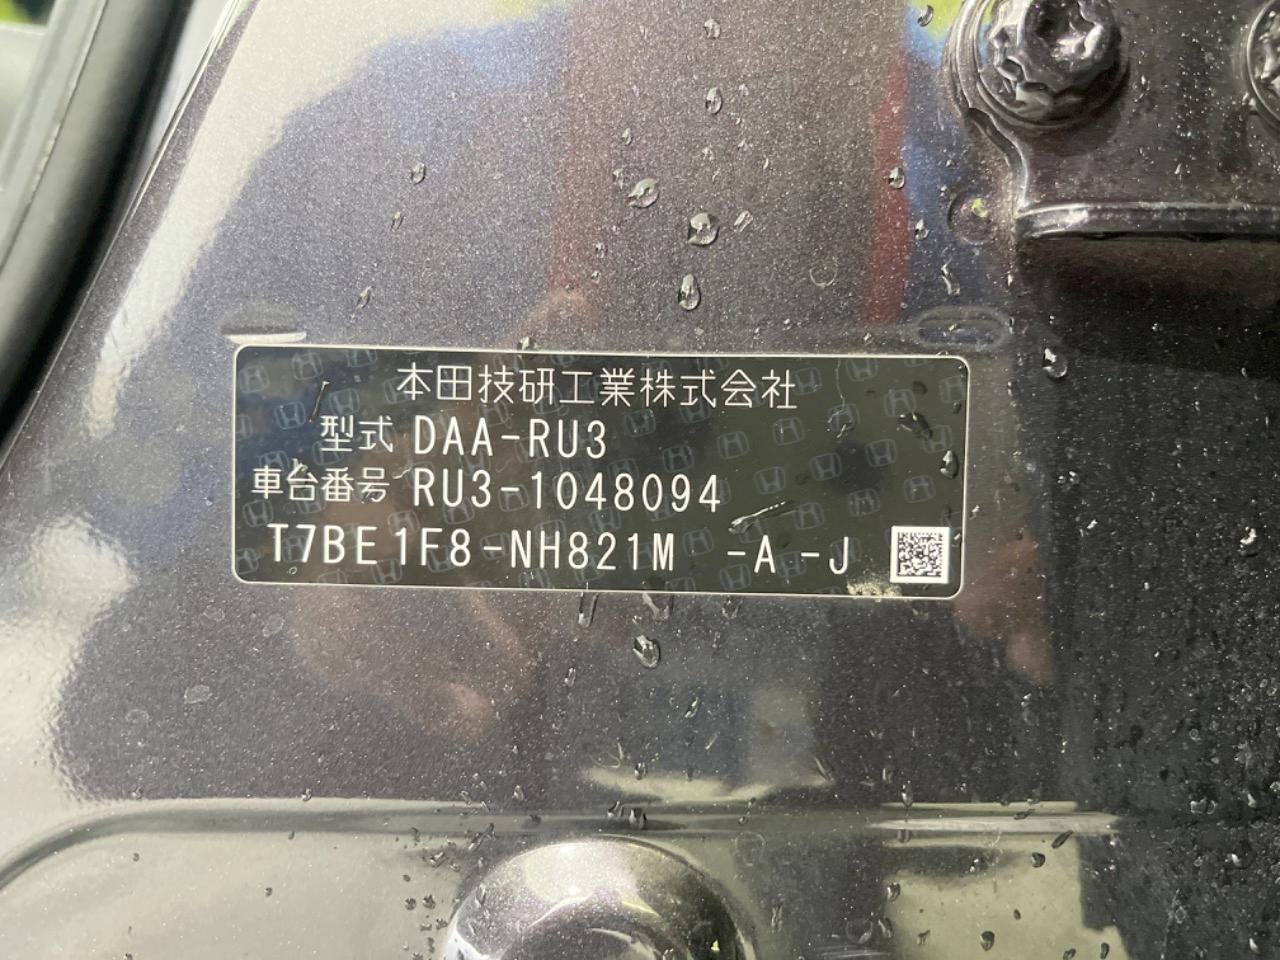 本田技研工業株式会社
型式 DAA-RU3
車台番号 RU3-1048094
T7BE1F8-NH821M -A -J